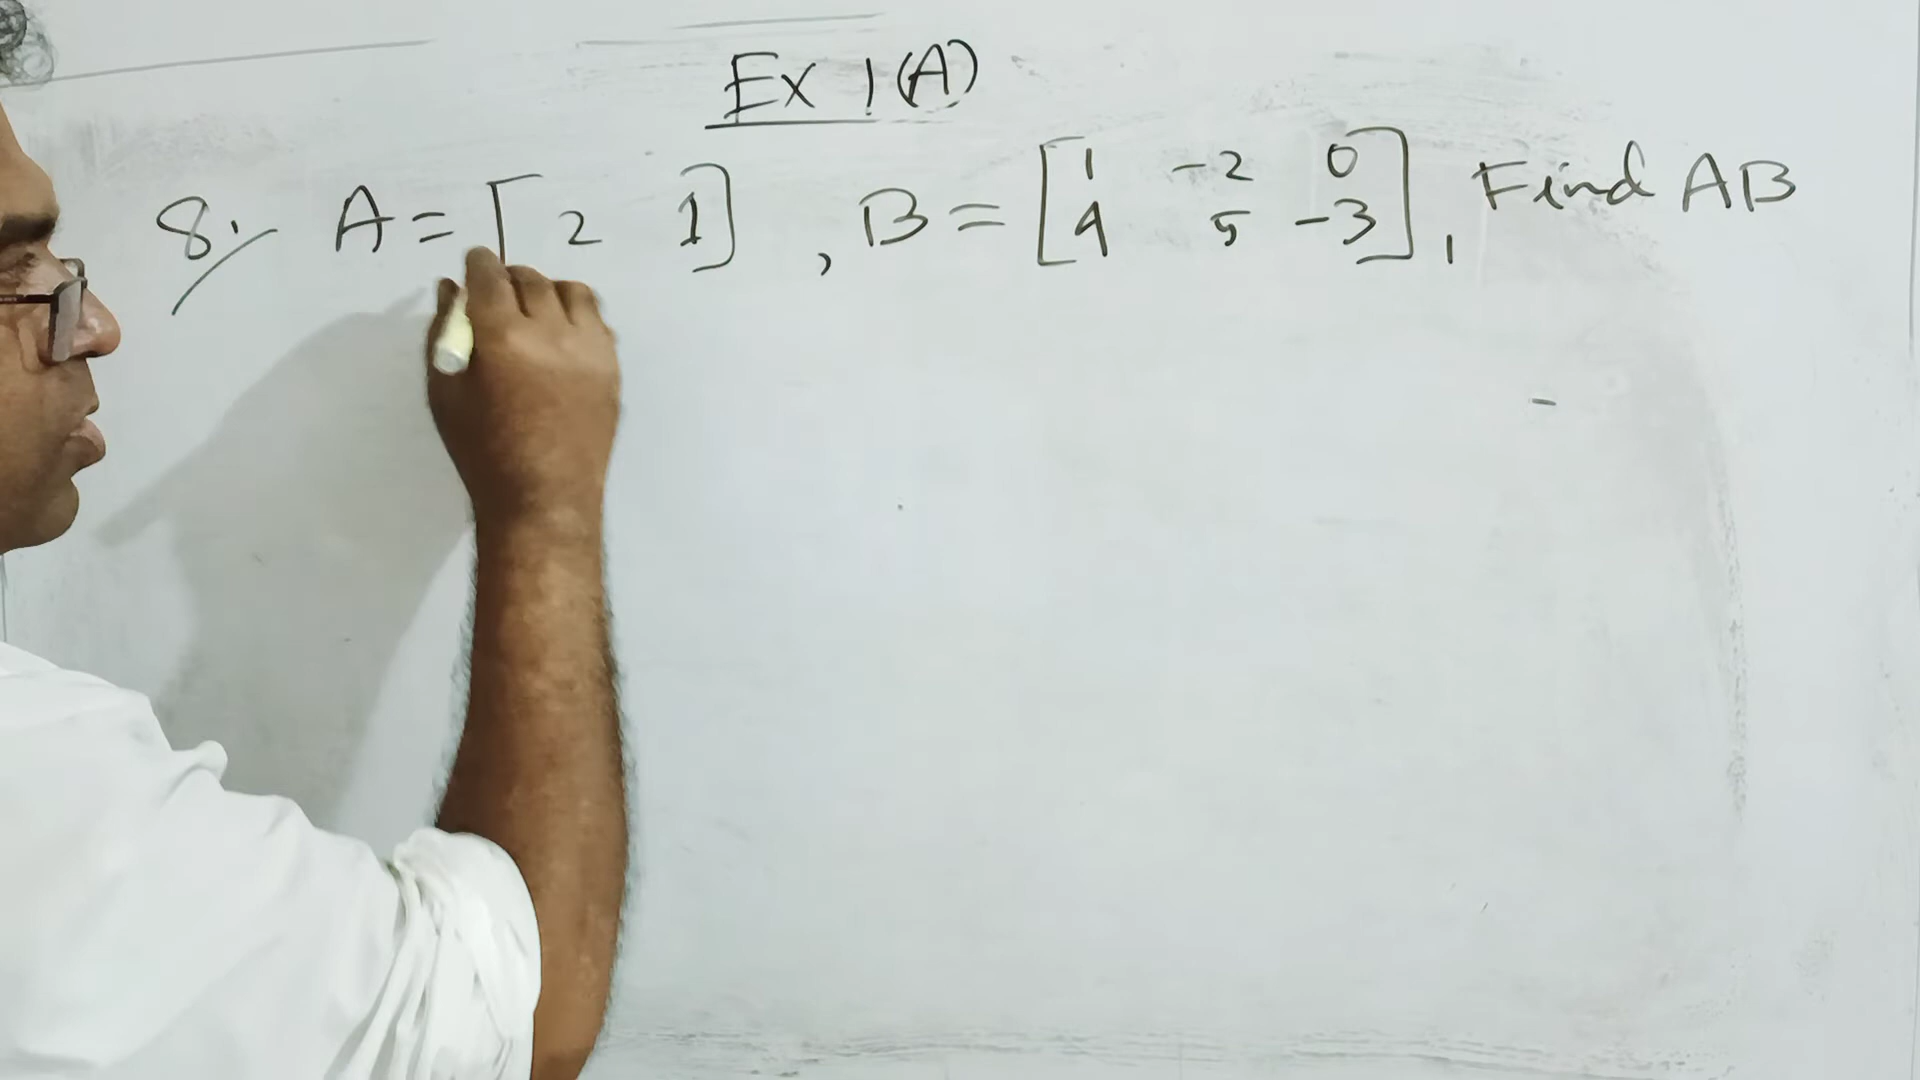 Ex 1(A)
8. A = [ 2 1 ] , B = [ 1 -2 0
4 5 -3 ] , Find AB